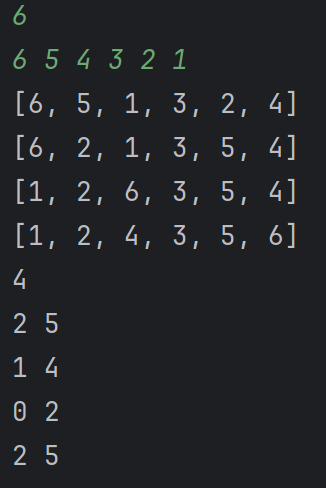 6
6 5 4 3 2 1
[6, 5, 1, 3, 2, 4]
[6, 2, 1, 3, 5, 4]
[1, 2, 6, 3, 5, 4]
[1, 2, 4, 3, 5, 6]
4
2 5
1 4
0 2
2 5